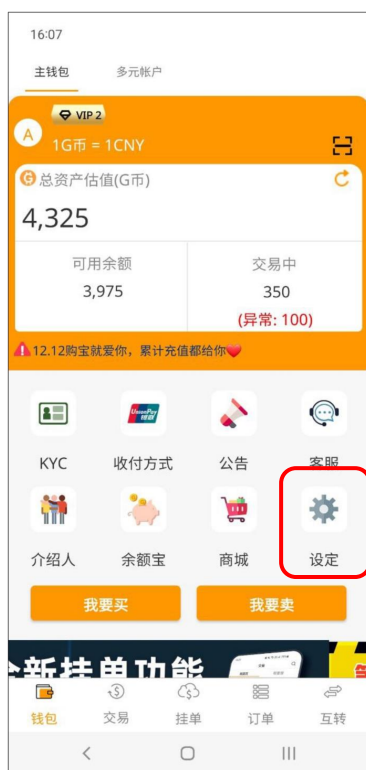 16:07
主钱包 多元帐户
VIP 2
A
1G币 = 1CNY
G 总资产估值(G币)
4,325
可用余额 交易中
3,975 350
(异常: 100)
12.12购宝就爱你，累计充值都给你
UnionPay
银联
KYC 收付方式 公告 客服
介绍人 余额宝 商城 设定
我要买 我要卖
新挂单功能
钱包 交易 挂单 订单 互转